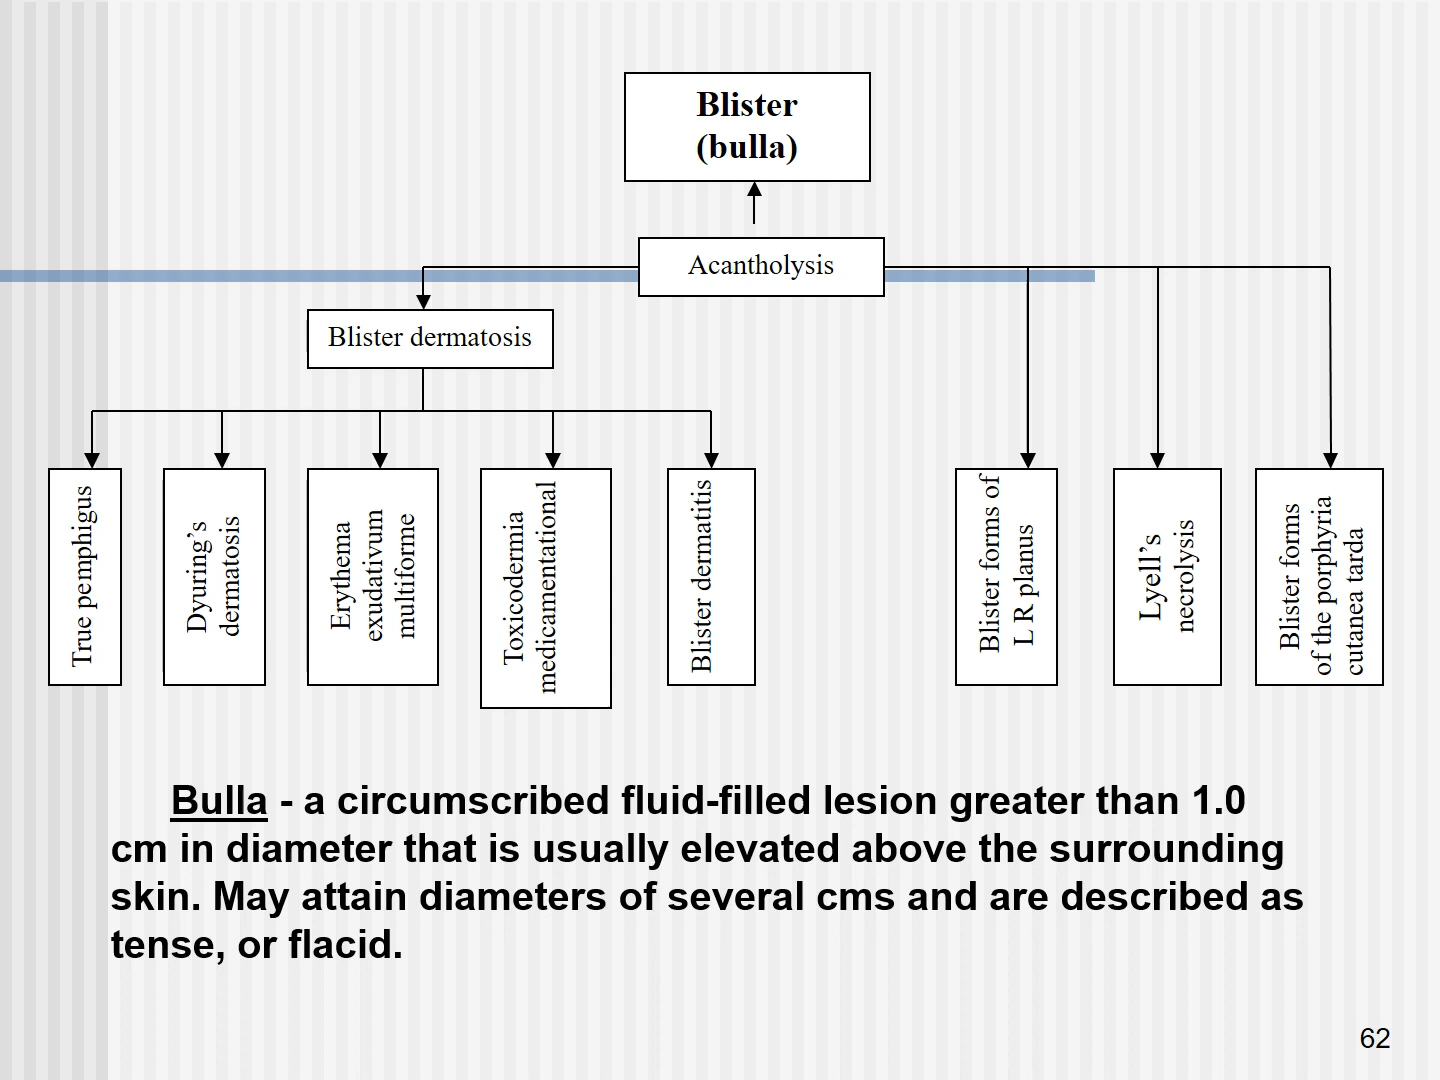 Blister
(bulla)
Acantholysis
Blister dermatosis
True pemphigus
Dyuring’s
dermatosis
Erythema
exudativum
multiforme
Toxicodermia
medicamentational
Blister dermatitis
Blister forms of
L R planus
Lyell’s
necrolysis
Blister forms
of the porphyria
cutanea tarda
Bulla - a circumscribed fluid-filled lesion greater than 1.0
cm in diameter that is usually elevated above the surrounding
skin. May attain diameters of several cms and are described as
tense, or flacid.
62